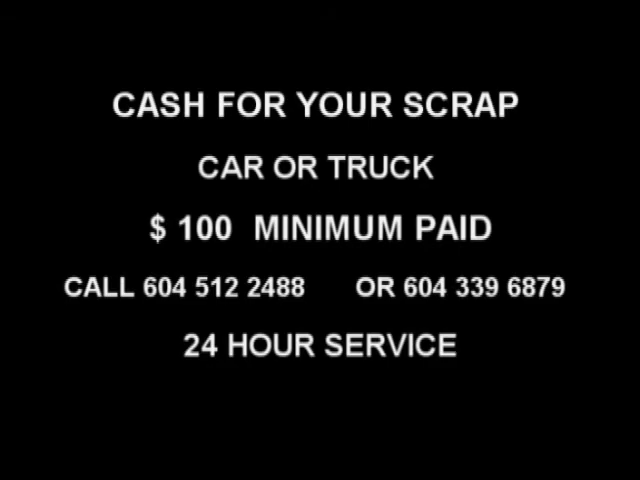 CASH FOR YOUR SCRAP
CAR OR TRUCK
$ 100 MINIMUM PAID
CALL 604 512 2488 OR 604 339 6879
24 HOUR SERVICE